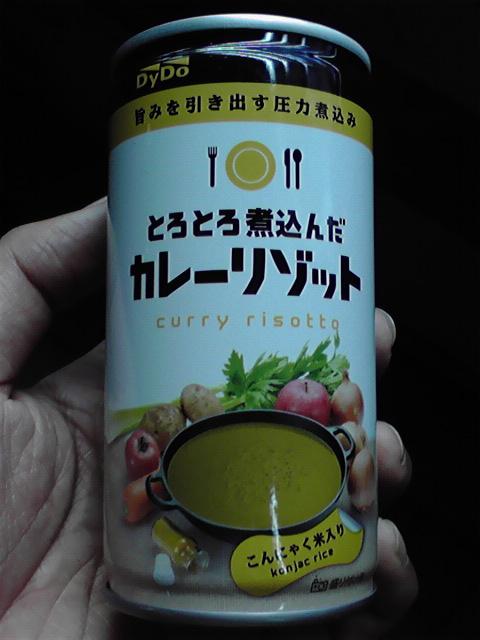 DyDo
旨みを引き出す圧力煮込み
とろとろ煮込んだ
カレーリゾット
curry risotto
こんにゃく米入り
konjac rice